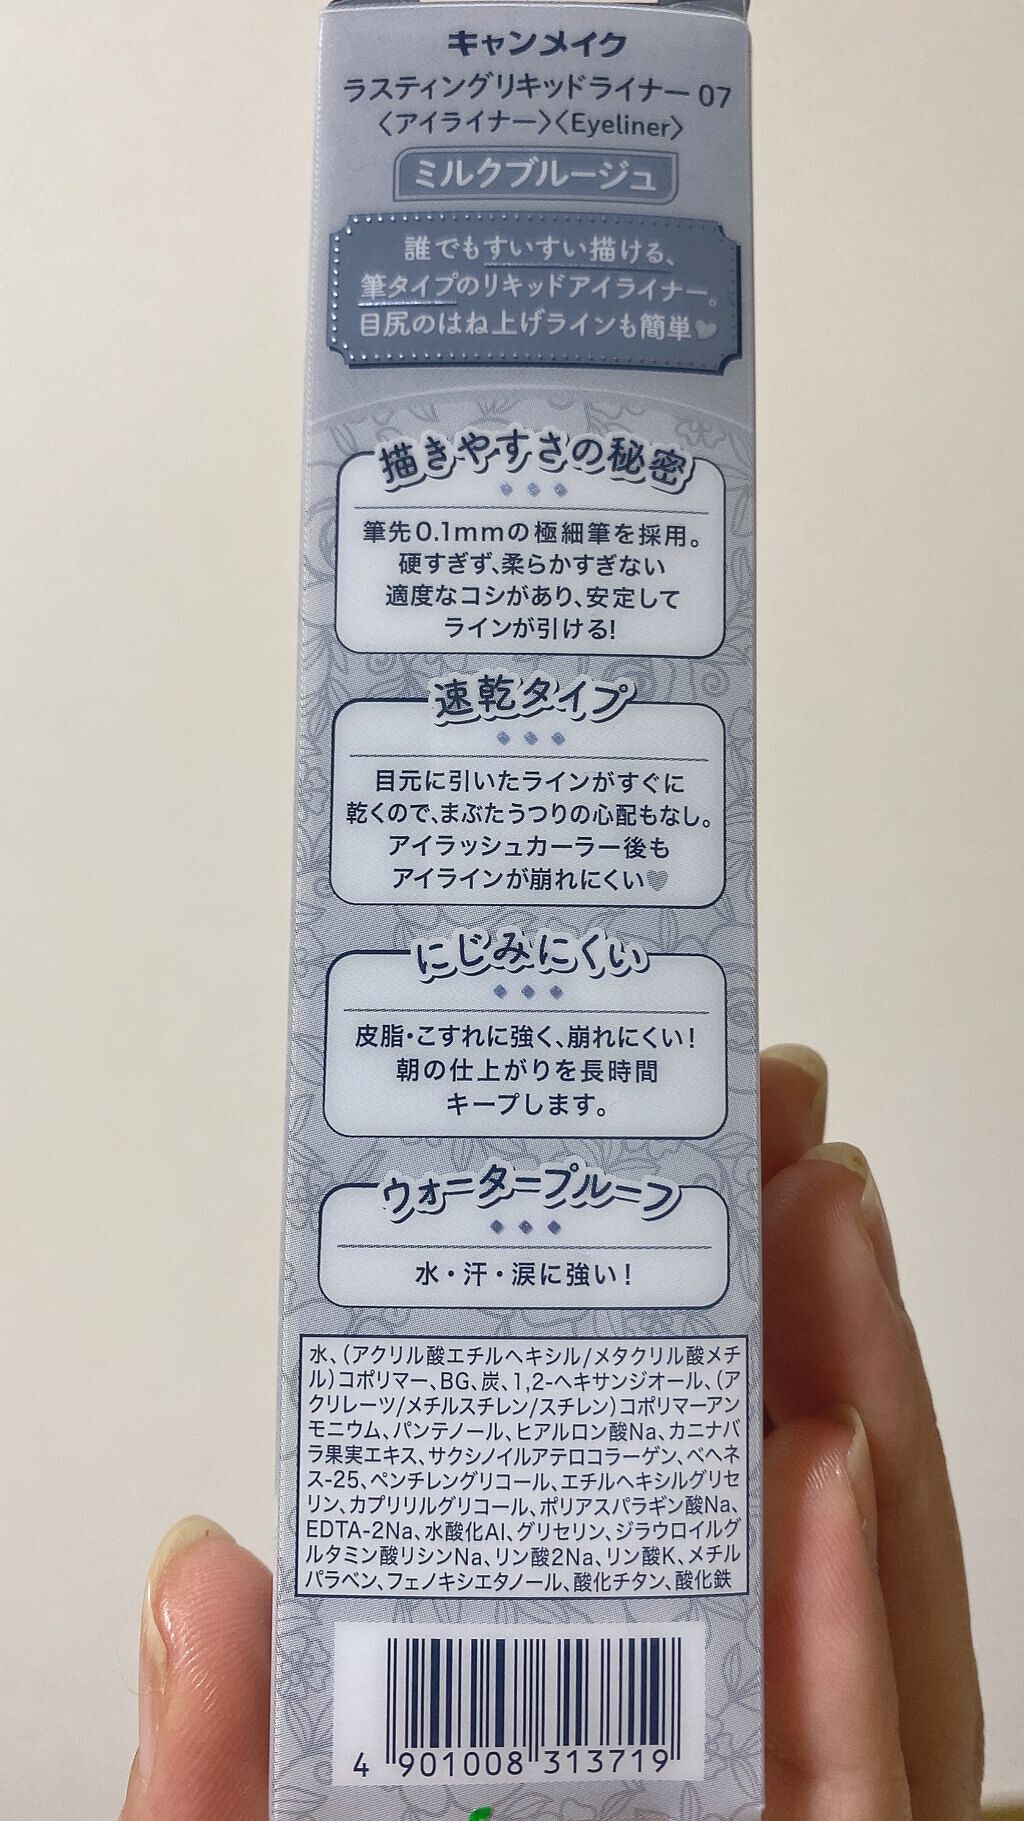 キャンメイク
ラスティングリキッドライナー 07
〈アイライナー〉〈Eyeliner〉
ミルクブルージュ
誰でもすいすい描ける、
筆タイプのリキッドアイライナー。
目尻のはね上げラインも簡単♥
描きやすさの秘密
筆先0.1mmの極細筆を採用。
硬すぎず、柔らかすぎない
適度なコシがあり、安定して
ラインが引ける!
速乾タイプ
目元に引いたラインがすぐに
乾くので、まぶたうつりの心配もなし。
アイラッシュカーラー後も
アイラインが崩れにくい♥
にじみにくい
皮脂・こすれに強く、崩れにくい!
朝の仕上がりを長時間
キープします。
ウォータープルーフ
水・汗・涙に強い!
水、(アクリル酸エチルヘキシル/メタクリル酸メチ
ル)コポリマー、BG、炭、1,2-ヘキサンジオール、(ア
クリレーツ/メチルスチレン/スチレン)コポリマーアン
モニウム、パンテノール、ヒアルロン酸Na、カニナバ
ラ果実エキス、サクシノイルアテロコラーゲン、ベヘネ
ス-25、ペンチレングリコール、エチルヘキシルグリセ
リン、カプリリルグリコール、ポリアスパラギン酸Na、
EDTA-2Na、水酸化Al、グリセリン、ジラウロイルグ
ルタミン酸リシンNa、リン酸2Na、リン酸K、メチル
パラベン、フェノキシエタノール、酸化チタン、酸化鉄
4 901008 313719